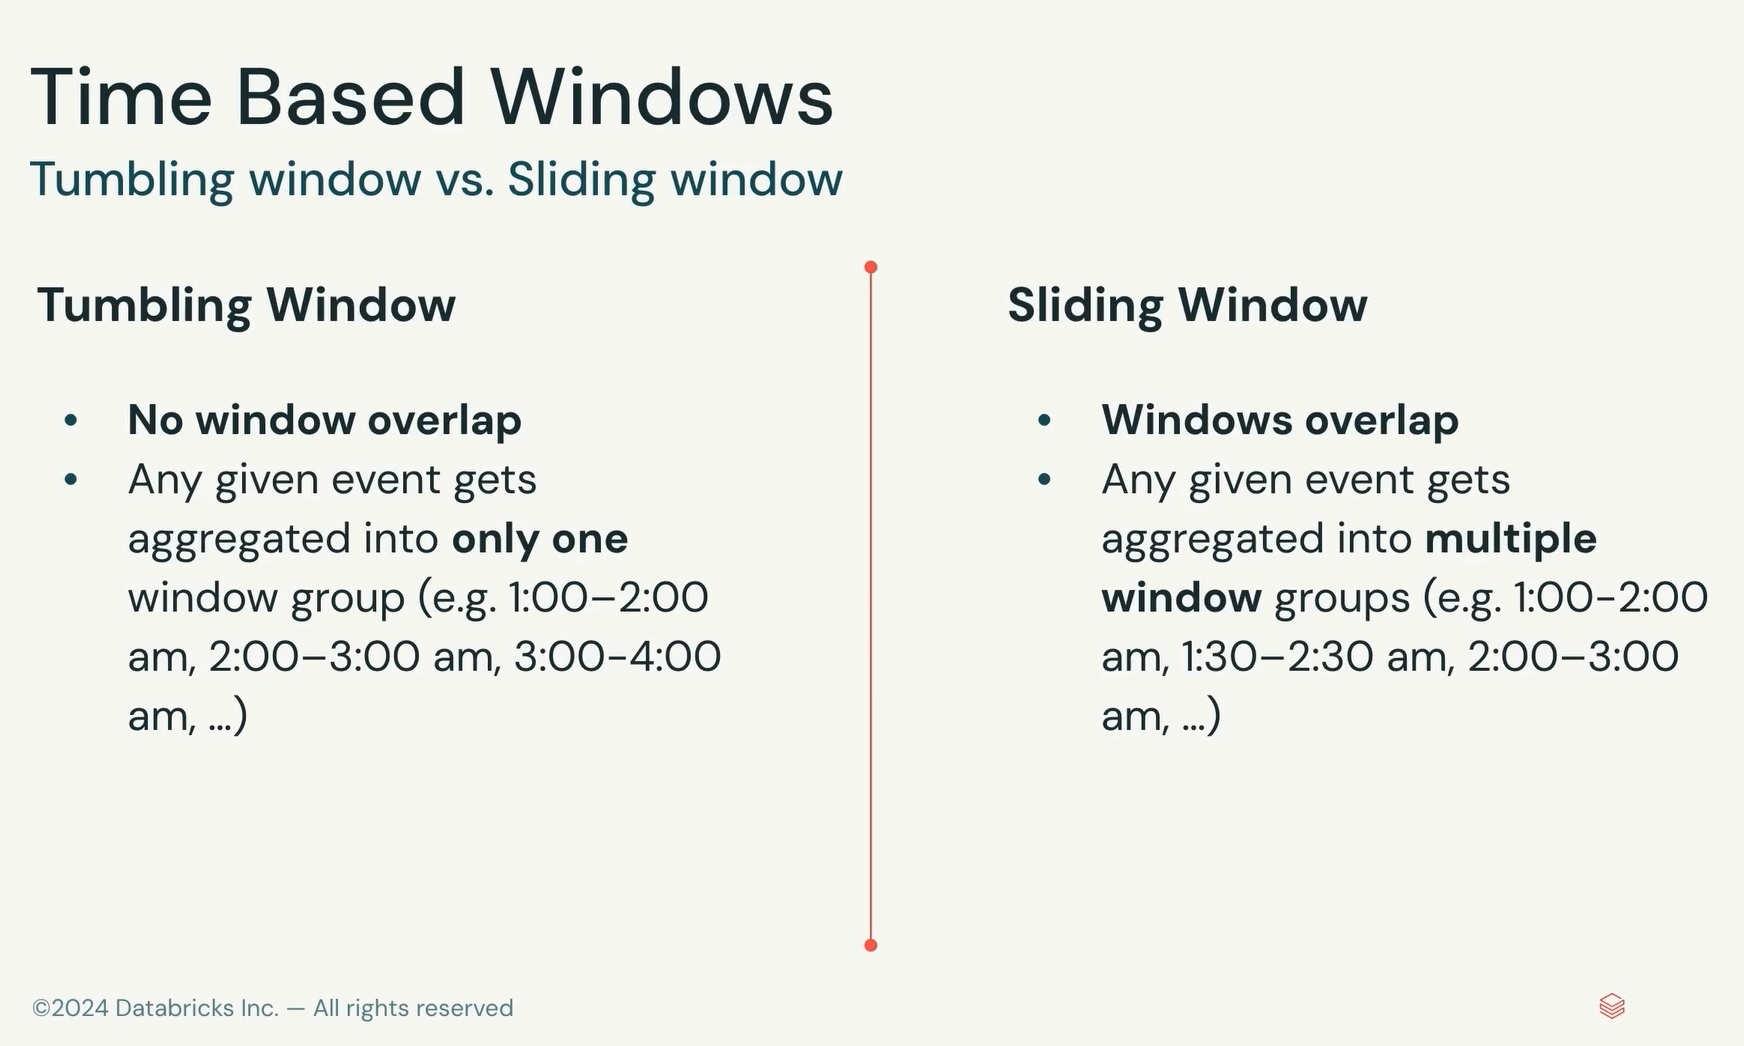 Time Based Windows
Tumbling window vs. Sliding window
Tumbling Window
• No window overlap
• Any given event gets
aggregated into only one
window group (e.g. 1:00–2:00
am, 2:00–3:00 am, 3:00-4:00
am, …)
Sliding Window
• Windows overlap
• Any given event gets
aggregated into multiple
window groups (e.g. 1:00-2:00
am, 1:30–2:30 am, 2:00–3:00
am, …)
©2024 Databricks Inc. — All rights reserved